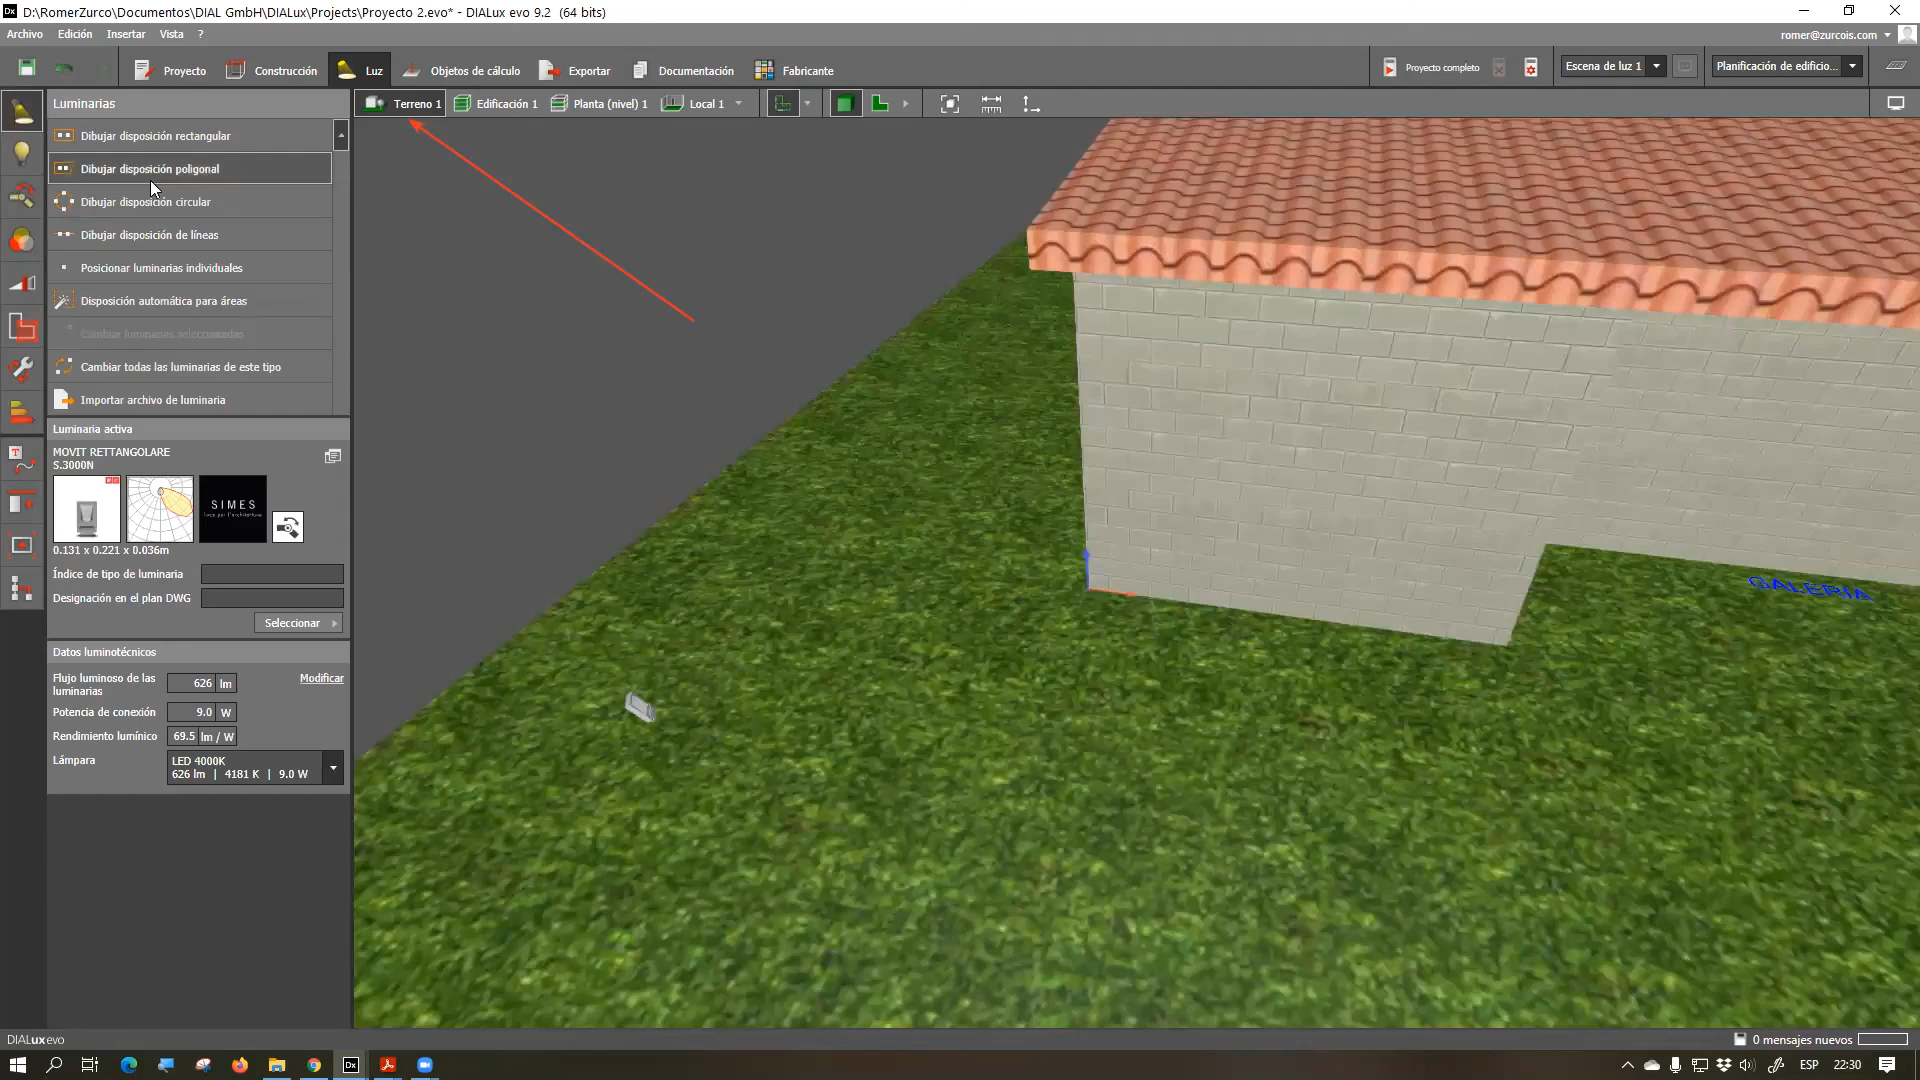 D:\RomerZurco\Documentos\DIAL GmbH\DIALux\Projects\Proyecto 2.evo* - DIALux evo 9.2 (64 bits)
Archivo Edición Insertar Vista ?
romer@zurcois.com
Proyecto Construcción Luz Objetos de cálculo Exportar Documentación Fabricante
Proyecto completo Escena de luz 1 Planificación de edificio...
Luminarias
Terreno 1 Edificación 1 Planta (nivel) 1 Local 1
Dibujar disposición rectangular
Dibujar disposición poligonal
Dibujar disposición circular
Dibujar disposición de líneas
Posicionar luminarias individuales
Disposición automática para áreas
Cambiar luminarias seleccionadas
Cambiar todas las luminarias de este tipo
Importar archivo de luminaria
Luminaria activa
MOVIT RETTANGOLARE
S.3000N
SIMES
0.131 x 0.221 x 0.036m
Índice de tipo de luminaria
Designación en el plan DWG
Seleccionar
Datos luminotécnicos
Flujo luminoso de las
luminarias
626 lm
Modificar
Potencia de conexión 9.0 W
Rendimiento lumínico 69.5 lm / W
Lámpara LED 4000K
626 lm | 4181 K | 9.0 W
GALERIA
DIALux evo
0 mensajes nuevos
Dx
ESP 22:30